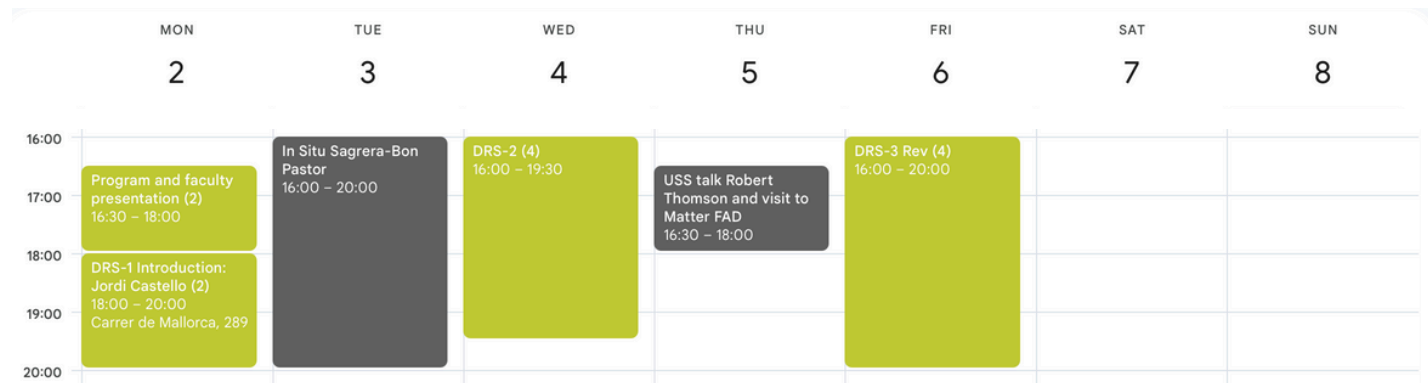 MON
TUE
WED
THU
FRI
SAT
SUN
2
3
4
5
6
7
8
16:00
17:00
18:00
19:00
20:00
Program and faculty
presentation (2)
16:30 – 18:00
DRS-1 Introduction:
Jordi Castello (2)
18:00 – 20:00
Carrer de Mallorca, 289
In Situ Sagrera-Bon
Pastor
16:00 – 20:00
DRS-2 (4)
16:00 – 19:30
USS talk Robert
Thomson and visit to
Matter FAD
16:30 – 18:00
DRS-3 Rev (4)
16:00 – 20:00